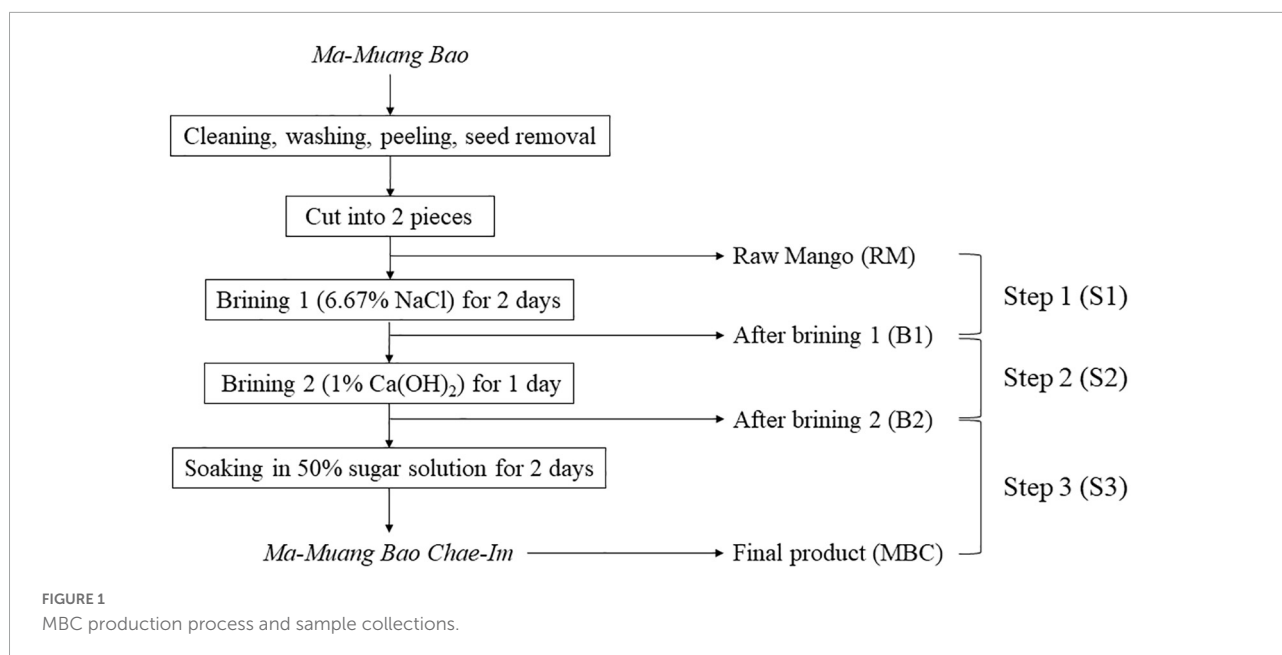 Ma-Muang Bao
Cleaning, washing, peeling, seed removal
Cut into 2 pieces
Raw Mango (RM)
Step 1 (S1)
Brining 1 (6.67% NaCl) for 2 days
After brining 1 (B1)
Step 2 (S2)
Brining 2 (1% Ca(OH)₂) for 1 day
After brining 2 (B2)
Soaking in 50% sugar solution for 2 days
Step 3 (S3)
Ma-Muang Bao Chae-Im
Final product (MBC)
FIGURE 1
MBC production process and sample collections.